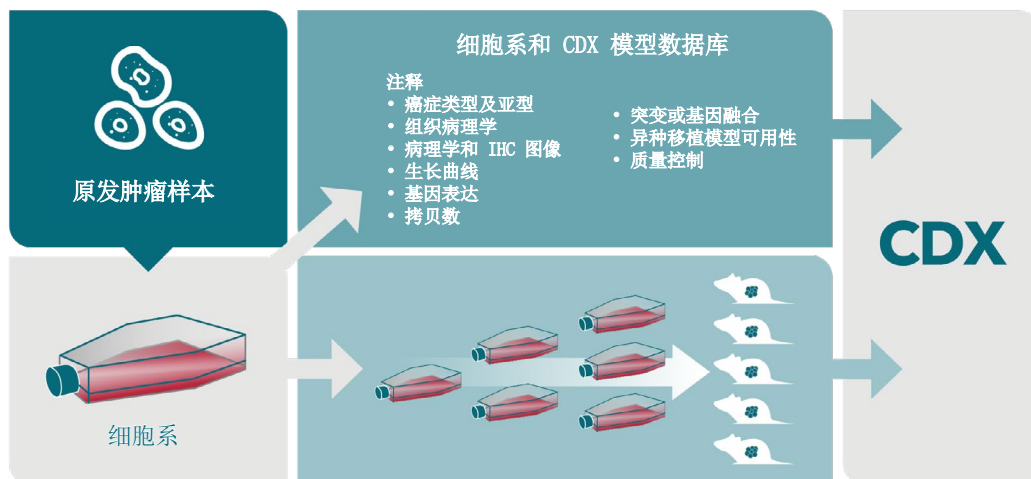 原发肿瘤样本
细胞系
细胞系和 CDX 模型数据库
注释
• 癌症类型及亚型
• 组织病理学
• 病理学和 IHC 图像
• 生长曲线
• 基因表达
• 拷贝数
• 突变或基因融合
• 异种移植模型可用性
• 质量控制
CDX